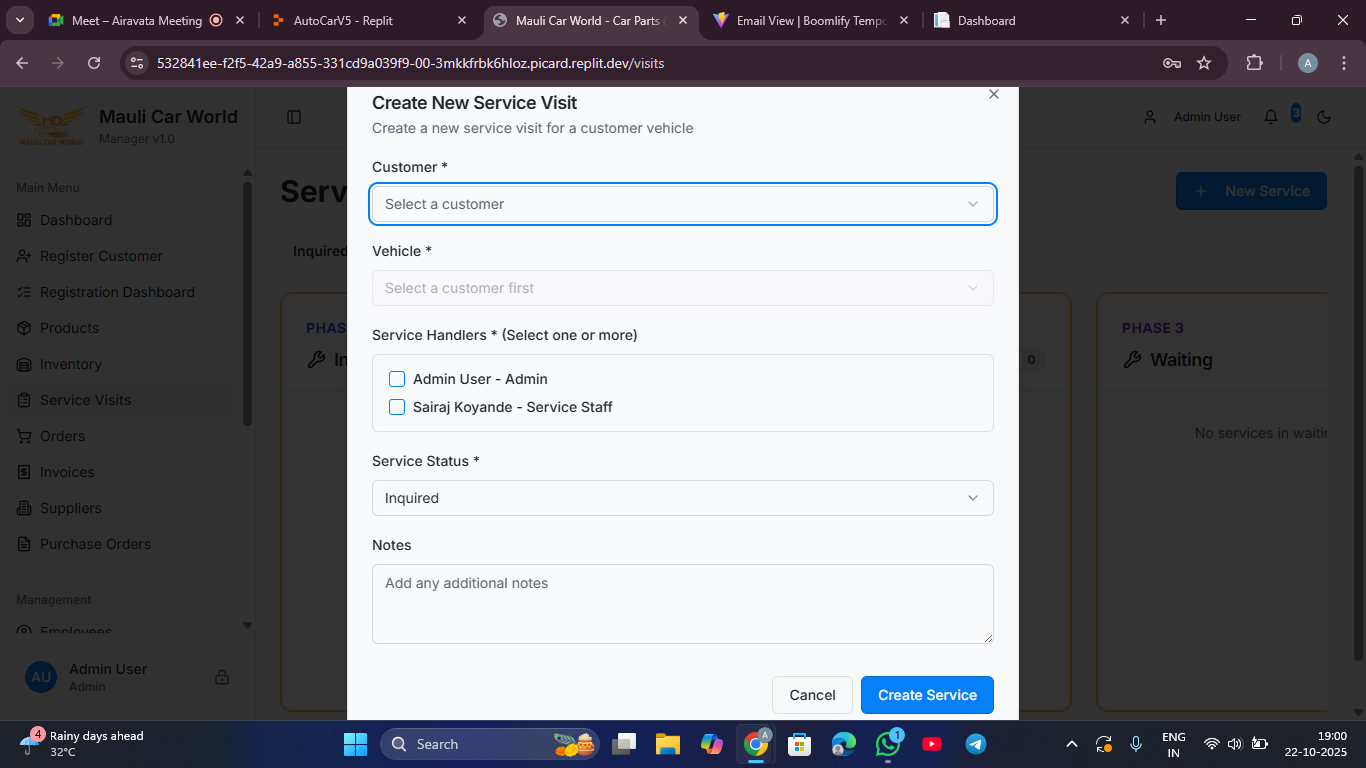 Meet – Airavata Meeting
AutoCarV5 - Replit
Mauli Car World - Car Parts
Email View | Boomlify Tempo
Dashboard
532841ee-f2f5-42a9-a855-331cd9a039f9-00-3mkkfrbk6hloz.picard.replit.dev/visits
A
MAULI CAR WORLD
Mauli Car World
Manager v1.0
Main Menu
Dashboard
Register Customer
Registration Dashboard
Products
Inventory
Service Visits
Orders
Invoices
Suppliers
Purchase Orders
Management
Employees
AU
Admin User
Admin
Admin User
3
Serv
New Service
Inquired
PHAS
In
0
PHASE 3
Waiting
No services in waitin
Create New Service Visit
Create a new service visit for a customer vehicle
Customer *
Select a customer
Vehicle *
Select a customer first
Service Handlers * (Select one or more)
Admin User - Admin
Sairaj Koyande - Service Staff
Service Status *
Inquired
Notes
Add any additional notes
Cancel
Create Service
4
Rainy days ahead
32°C
Search
A
1
ENG
IN
19:00
22-10-2025